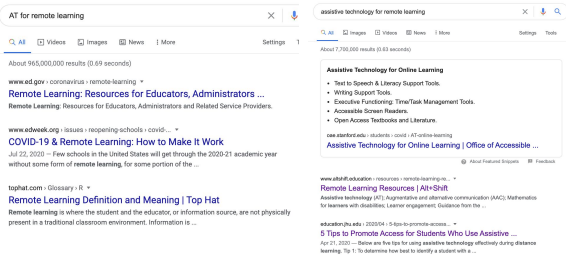 AT for remote learning
All Videos Images News More Settings
About 965,000,000 results (0.69 seconds)
www.ed.gov › coronavirus › remote-learning
Remote Learning: Resources for Educators, Administrators ...
Remote Learning: Resources for Educators, Administrators and Related Service Providers.
www.edweek.org › issues › reopening-schools › covid-...
COVID-19 & Remote Learning: How to Make It Work
Jul 22, 2020 — Few schools in the United States will get through the 2020-21 academic year
without some form of remote learning, for some portion of the ...
tophat.com › Glossary › R
Remote Learning Definition and Meaning | Top Hat
Remote learning is where the student and the educator, or information source, are not physically
present in a traditional classroom environment. Information is ...
assistive technology for remote learning
All Videos Images News More Settings Tools
About 7,700,000 results (0.63 seconds)
Assistive Technology for Online Learning
• Text to Speech & Literacy Support Tools.
• Writing Support Tools.
• Executive Functioning: Time/Task Management Tools.
• Accessible Screen Readers.
• Open Access Textbooks and Literature.
oae.stanford.edu › students › covid › AT-online-learning
Assistive Technology for Online Learning | Office of Accessible ...
About Featured Snippets Feedback
www.altshift.education › resources › remote-learning-re...
Remote Learning Resources | Alt+Shift
Assistive technology (AT); Augmentative and alternative communication (AAC); Mathematics
for learners with disabilities; Learner engagement; Guidance from the ...
education.jhu.edu › 2020/04 › 5-tips-to-promote-access...
5 Tips to Promote Access for Students Who Use Assistive ...
Apr 21, 2020 — Below are five tips for using assistive technology effectively during distance
learning. Tip 1: To determine how best to identify a student with a ...